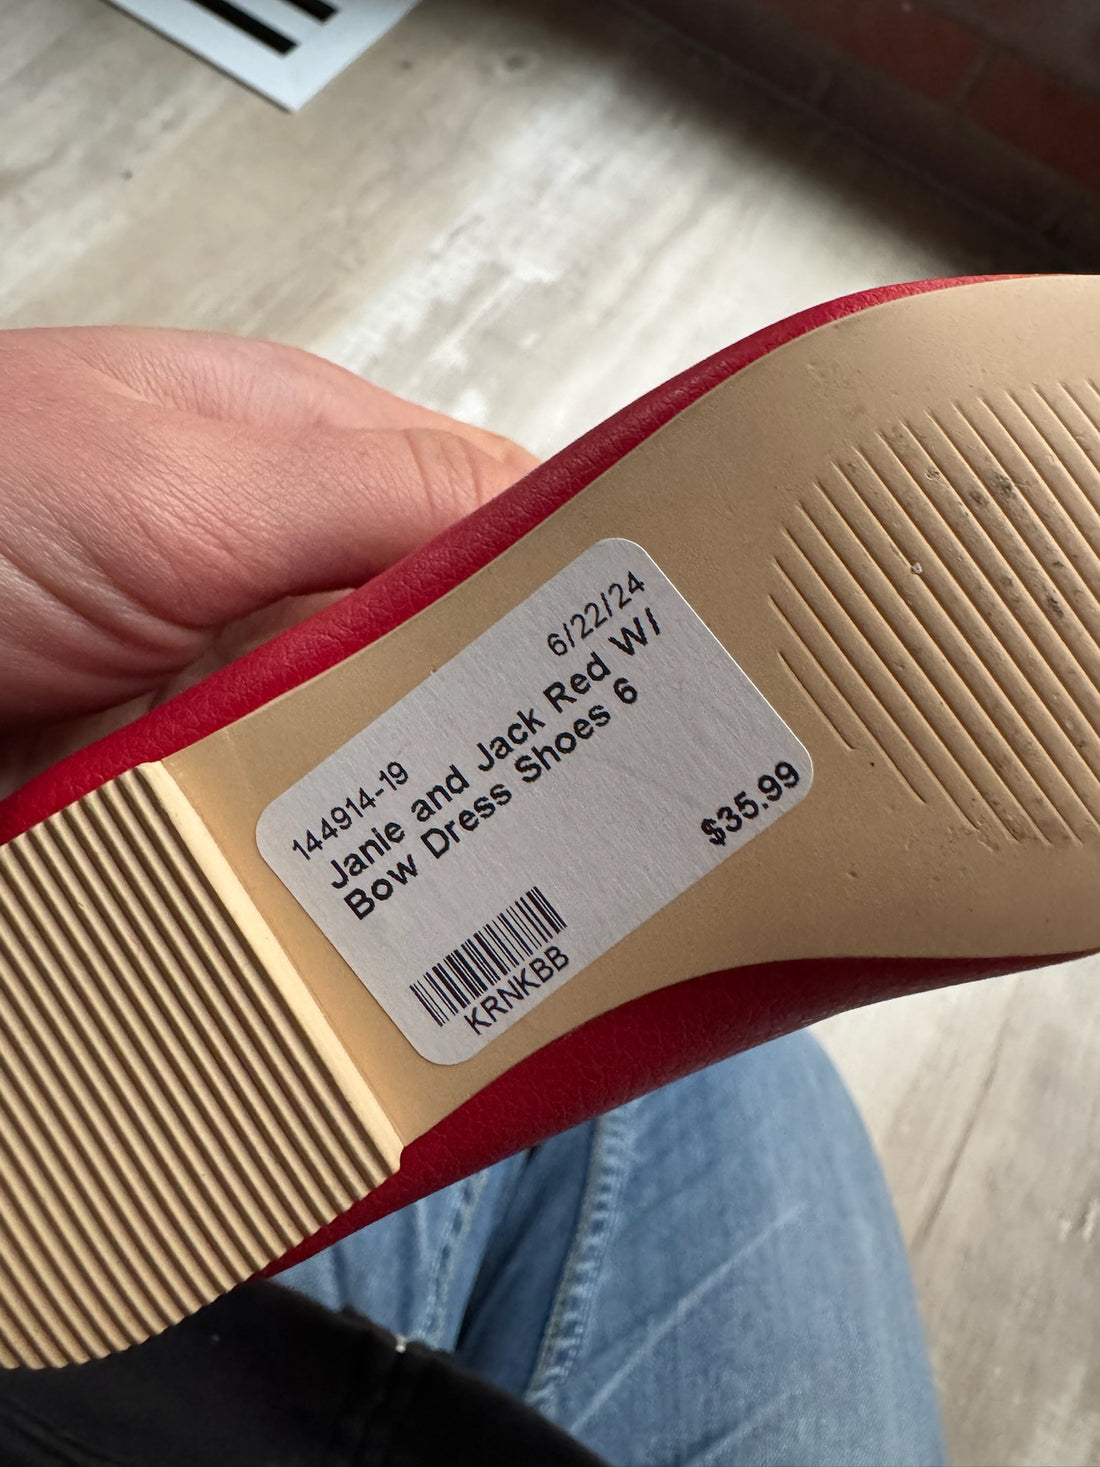 6/22/24
144914-19
Janie and Jack Red W/
Bow Dress Shoes 6
$35.99
KRNKBB